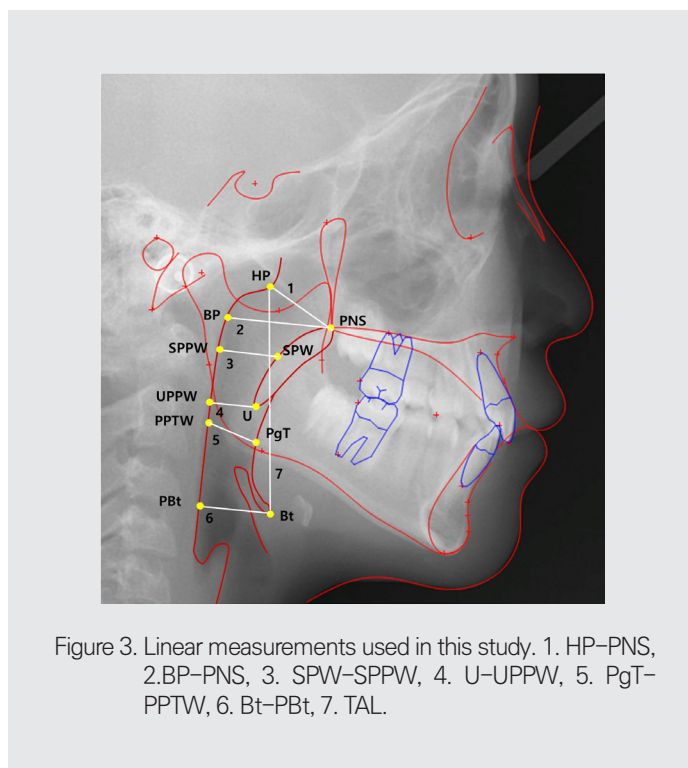 HP
1
BP
2
PNS
SPPW
3
SPW
UPPW
4
U
PPTW
5
PgT
7
PBt
6
Bt
Figure 3. Linear measurements used in this study. 1. HP–PNS,
2.BP–PNS, 3. SPW–SPPW, 4. U–UPPW, 5. PgT–
PPTW, 6. Bt–PBt, 7. TAL.